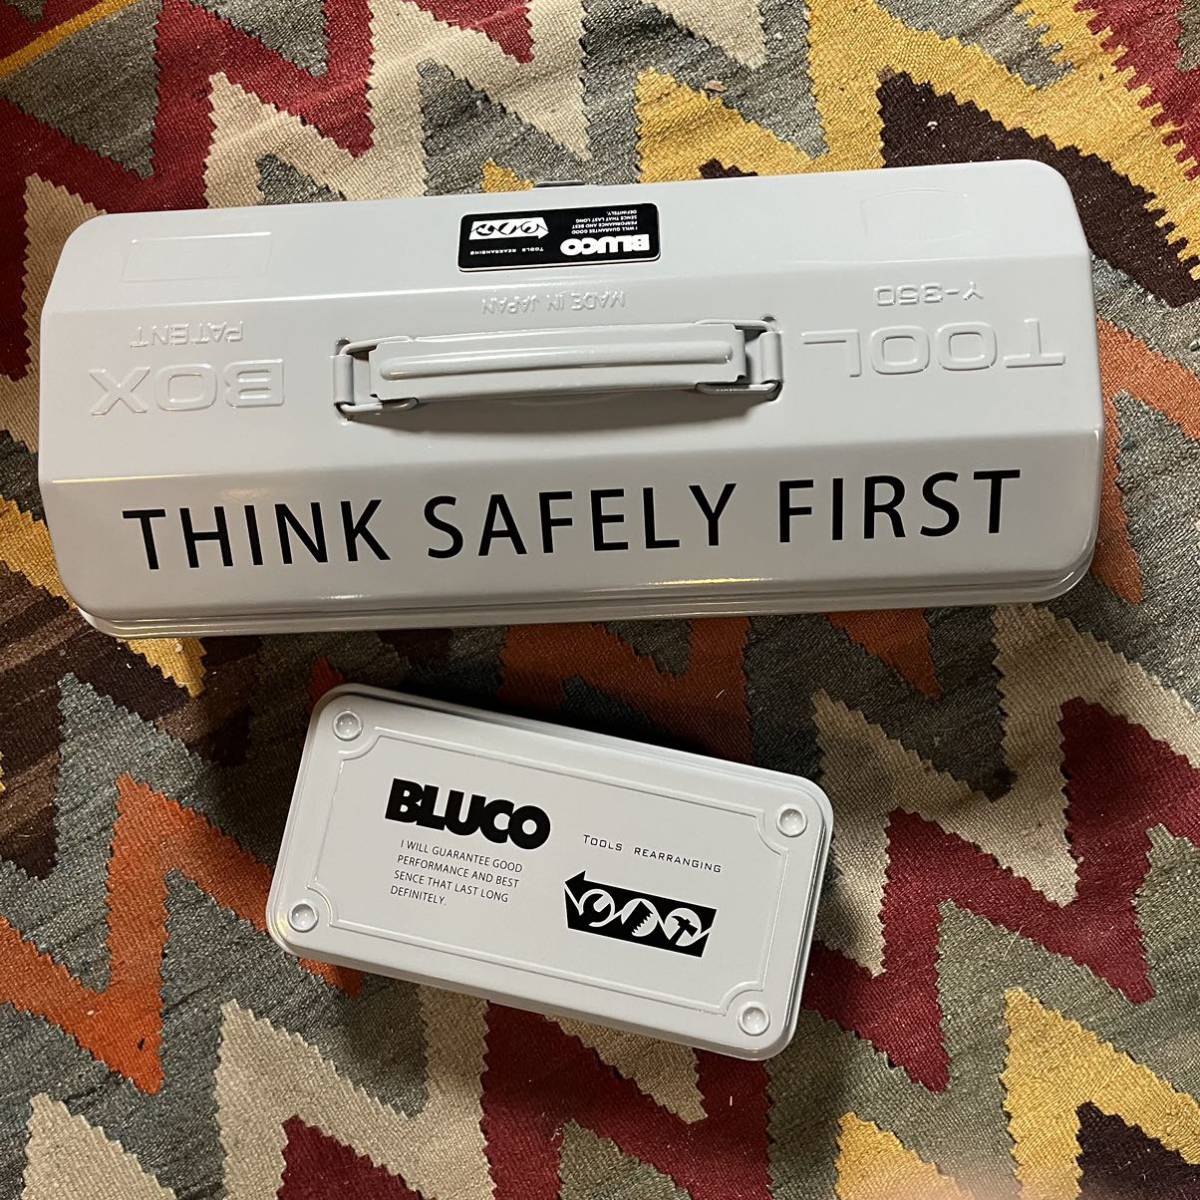 BLUCO
I WILL GUARANTEE GOOD
PERFORMANCE AND BEST
SENCE THAT LAST LONG
DEFINITELY.
TOOLS REARRANGING
MADE IN JAPAN
Y-350
TOOL
BOX
PATENT
THINK SAFELY FIRST
BLUCO
I WILL GUARANTEE GOOD
PERFORMANCE AND BEST
SENCE THAT LAST LONG
DEFINITELY.
TOOLS REARRANGING